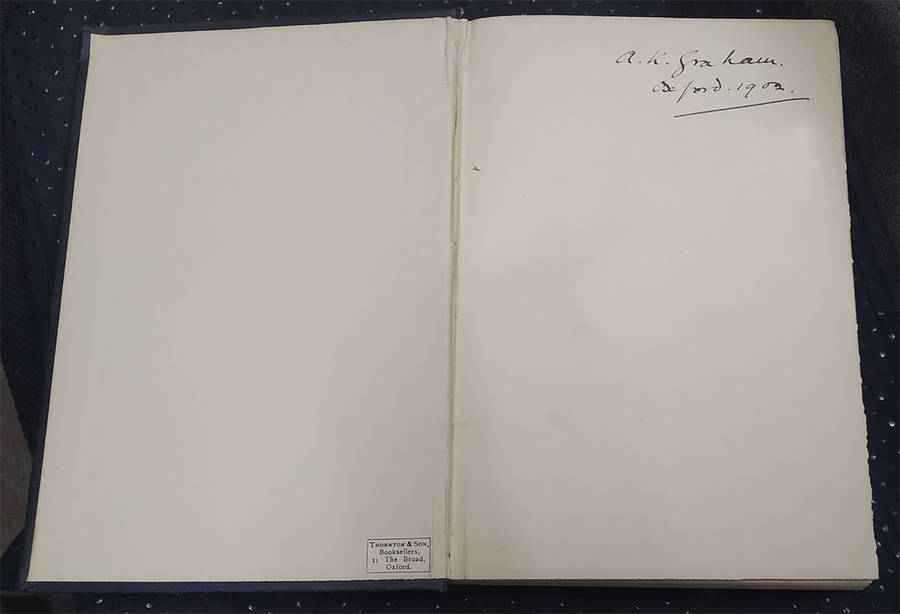 THORNTON & SON,
Booksellers,
11 The Broad,
Oxford.
A. K. Graham.
Oxford. 1902.